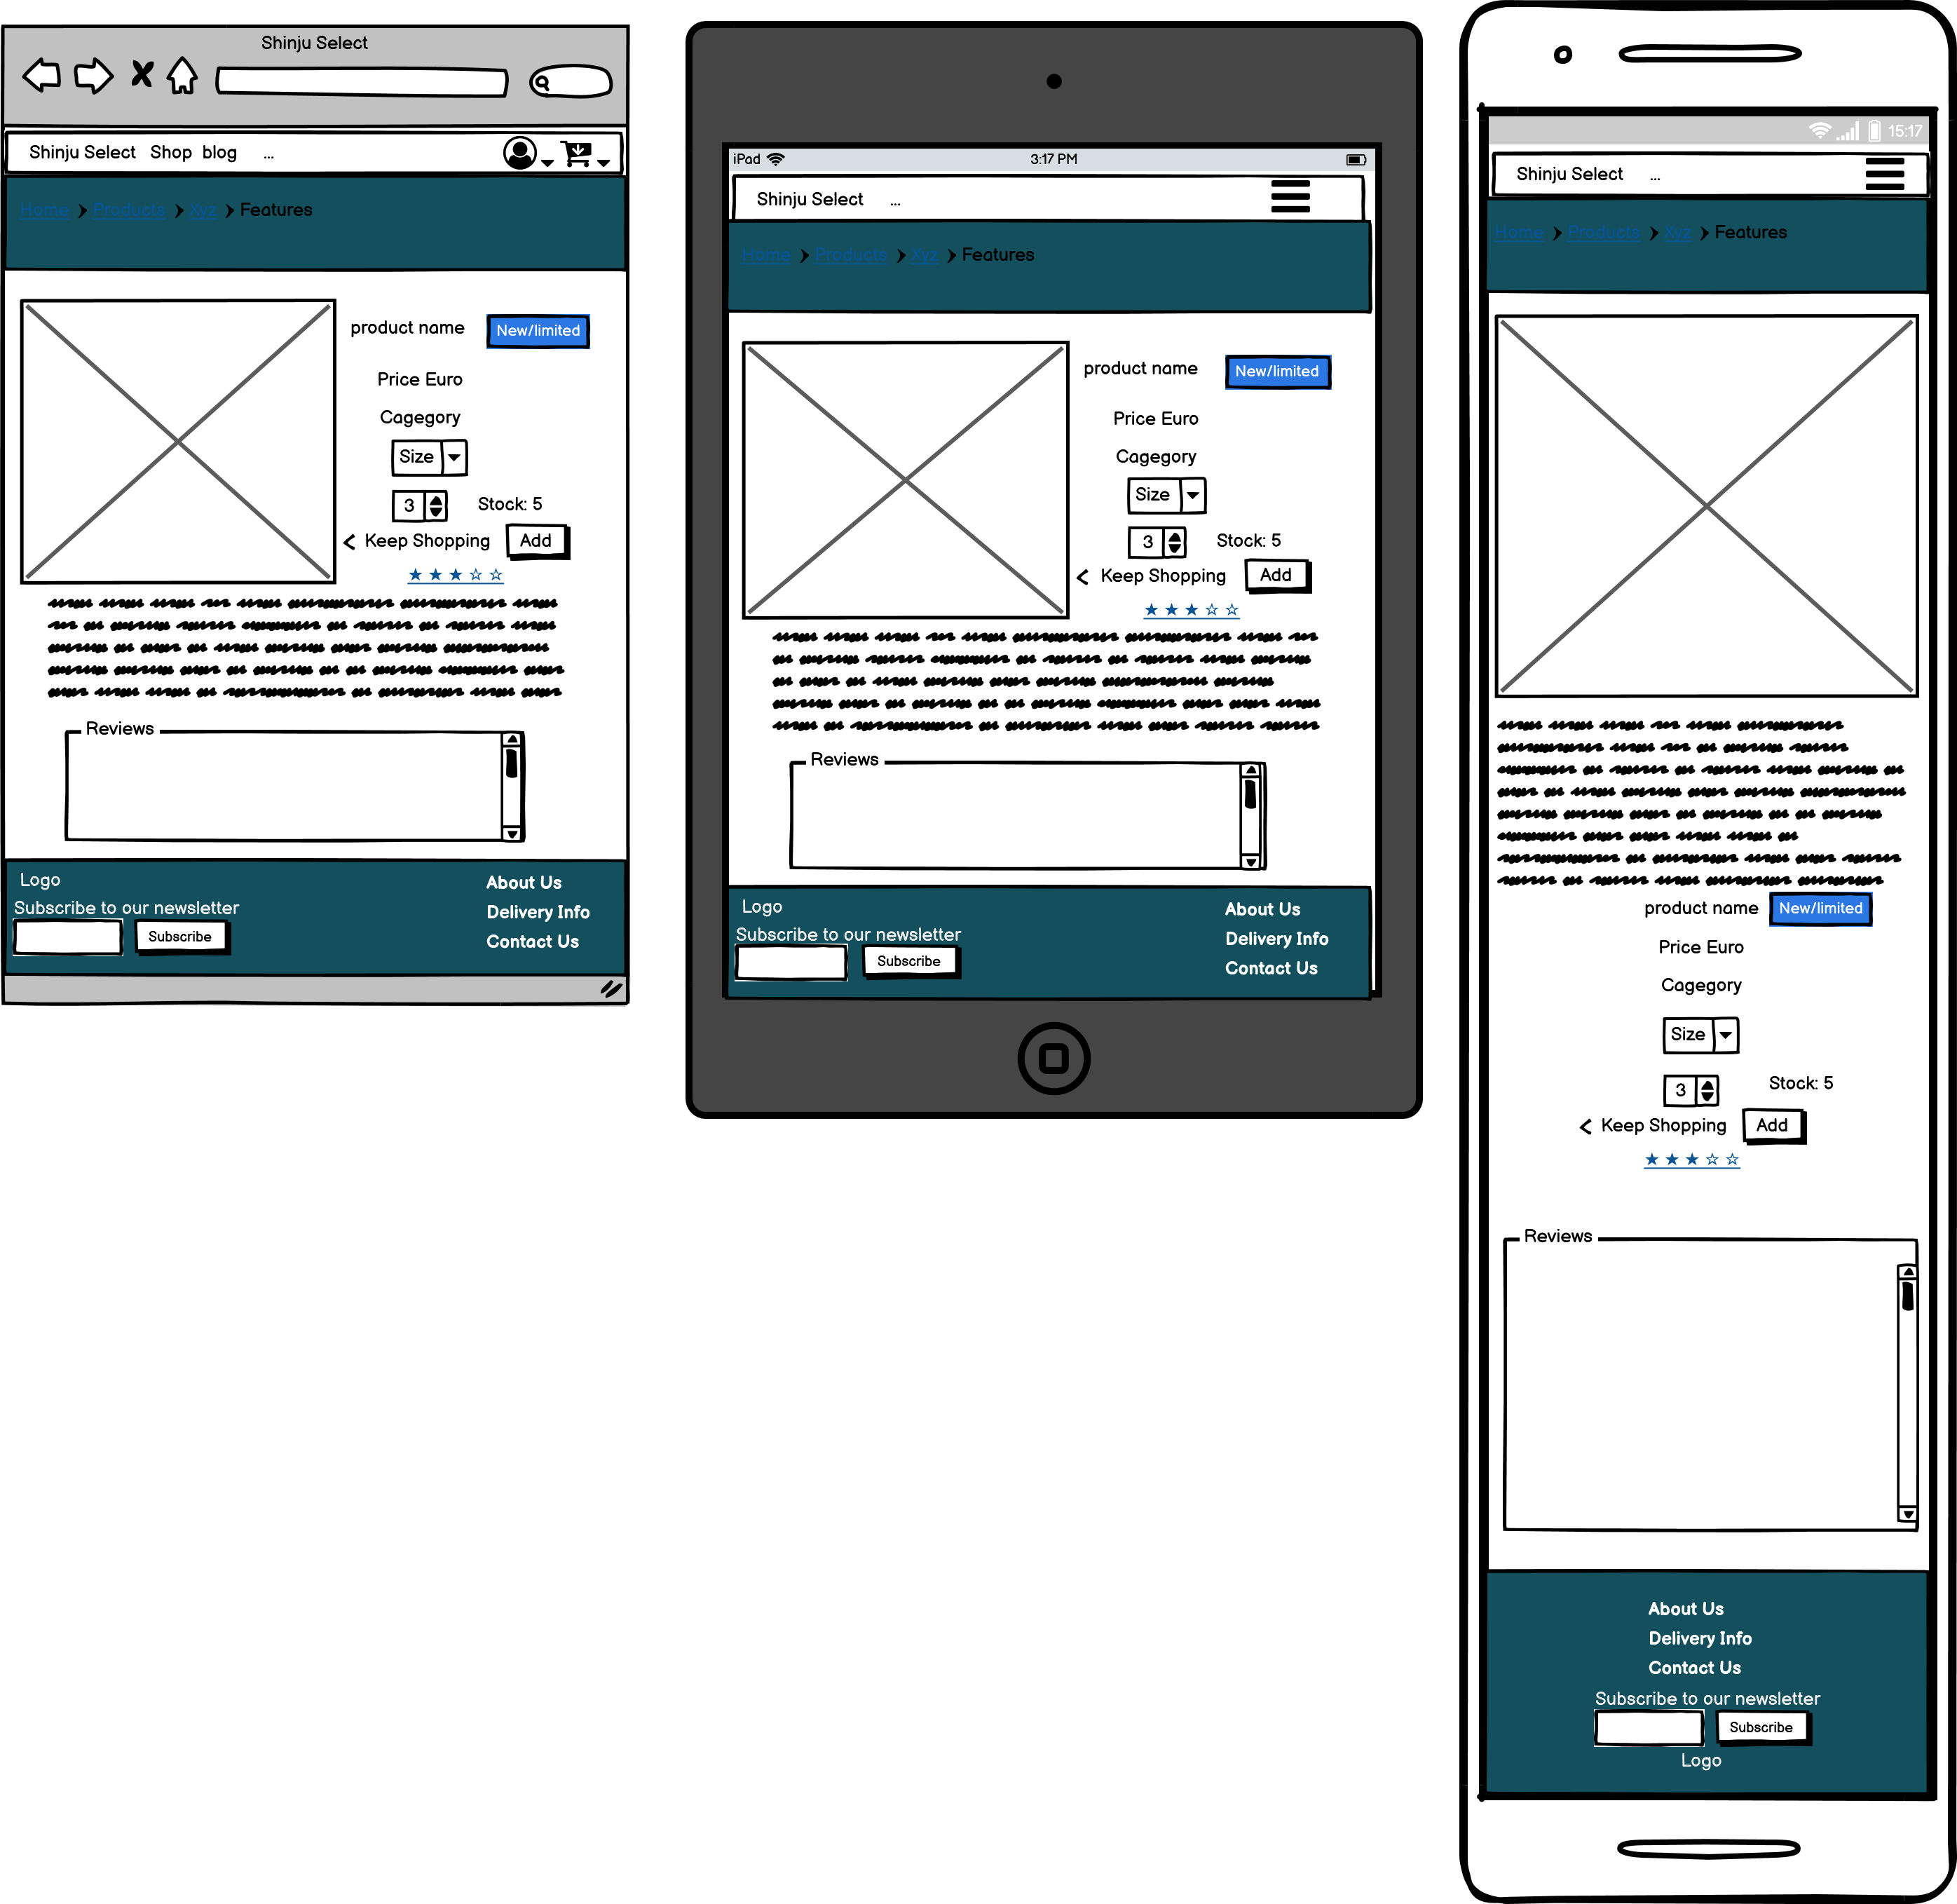 Shinju Select
Shinju Select Shop blog ...
Home Products Xyz Features
product name New/limited
Price Euro
Cagegory
Size
3 Stock: 5
Keep Shopping Add
Reviews
Logo
Subscribe to our newsletter
Subscribe
About Us
Delivery Info
Contact Us
iPad 3:17 PM
Shinju Select ...
Home Products Xyz Features
product name New/limited
Price Euro
Cagegory
Size
3 Stock: 5
Keep Shopping Add
Reviews
Logo
Subscribe to our newsletter
Subscribe
About Us
Delivery Info
Contact Us
15:17
Shinju Select ...
Home Products Xyz Features
product name New/limited
Price Euro
Cagegory
Size
3 Stock: 5
Keep Shopping Add
Reviews
About Us
Delivery Info
Contact Us
Subscribe to our newsletter
Subscribe
Logo